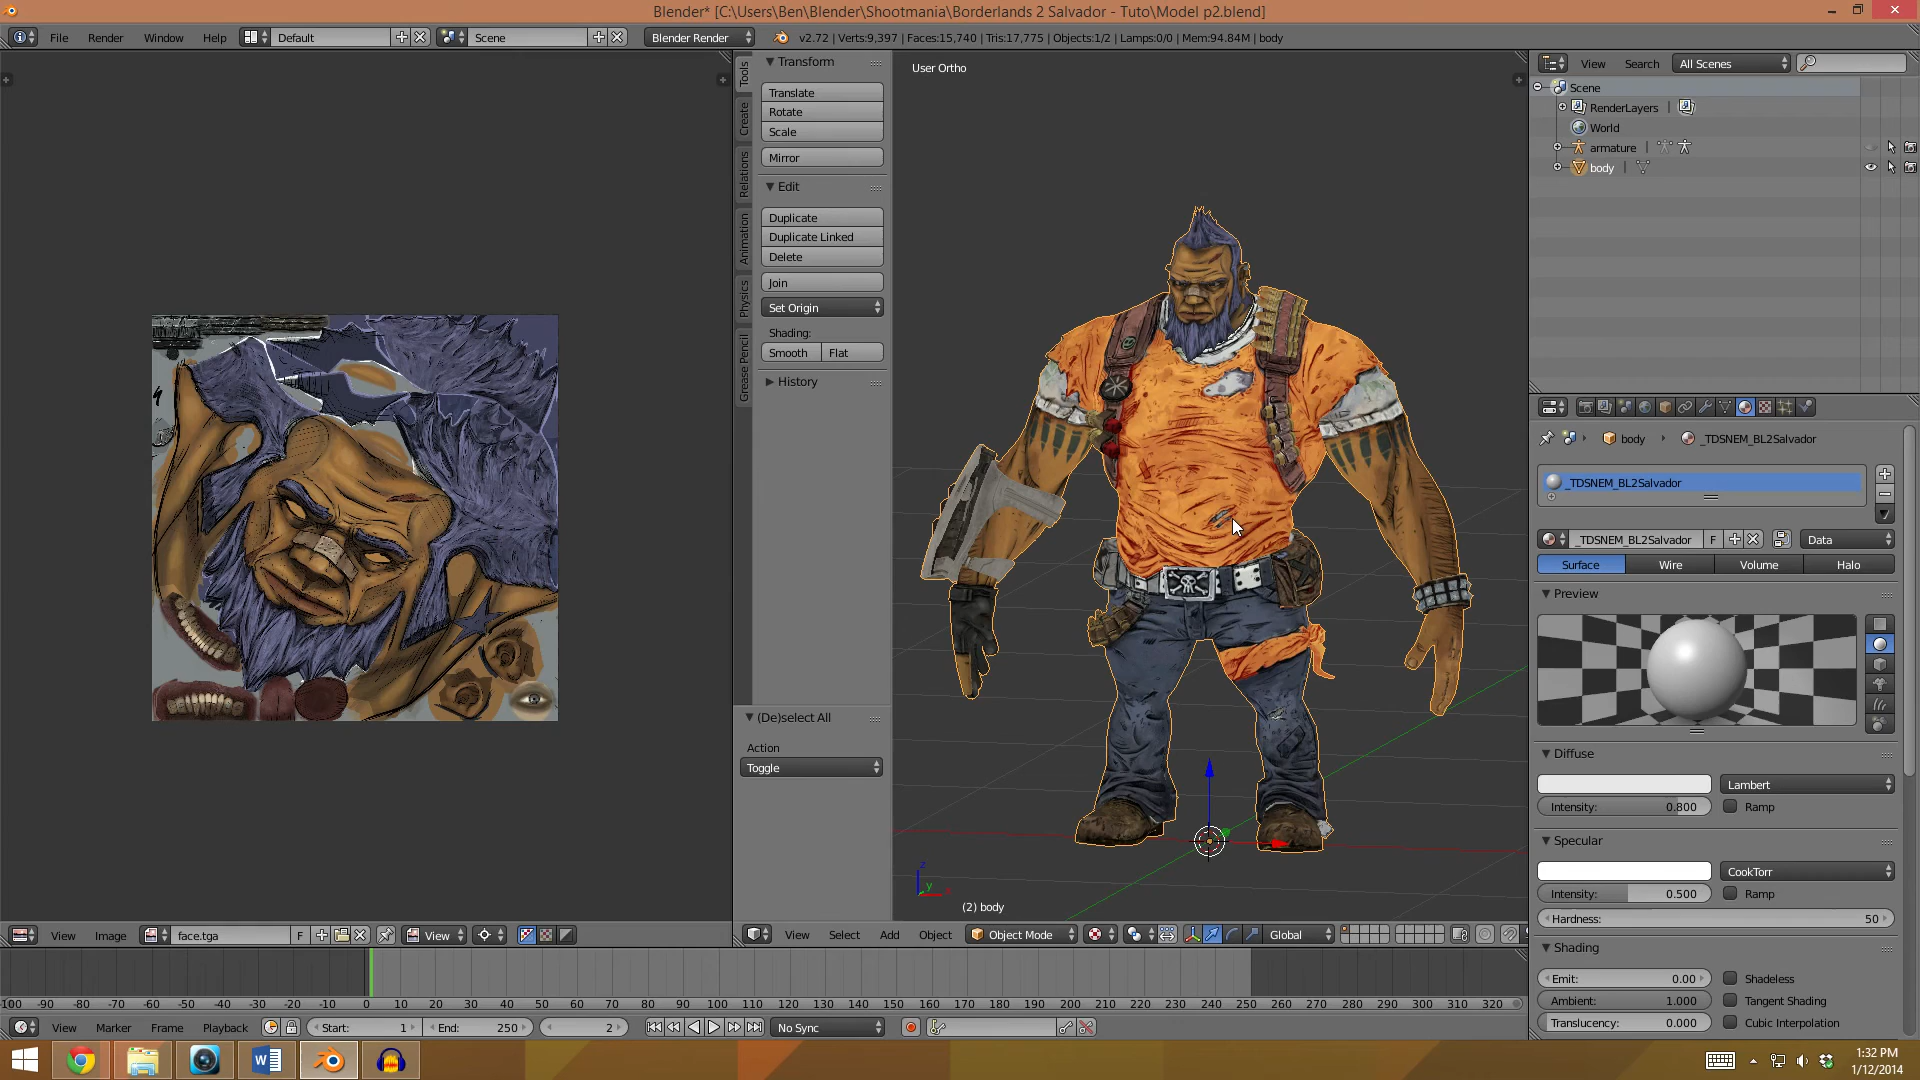 Blender* [C:\Users\Ben\Blender\Shootmania\Borderlands 2 Salvador - Tuto\Model p2.blend]
File Render Window Help Default Scene Blender Render v2.72 | Verts:9,397 | Faces:15,740 | Tris:17,775 | Objects:1/2 | Lamps:0/0 | Mem:94.84M | body
Tools
Create
Relations
Animation
Physics
Grease Pencil
Transform
Translate
Rotate
Scale
Mirror
Edit
Duplicate
Duplicate Linked
Delete
Join
Set Origin
Shading:
Smooth Flat
History
(De)select All
Action
Toggle
User Ortho
z
y
x
(2) body
View Search All Scenes
Scene
RenderLayers |
World
armature |
body |
body _TDSNEM_BL2Salvador
_TDSNEM_BL2Salvador
_TDSNEM_BL2Salvador F Data
Surface Wire Volume Halo
Preview
Diffuse
Lambert
Intensity: 0.800 Ramp
Specular
CookTorr
Intensity: 0.500 Ramp
Hardness: 50
Shading
Emit: 0.00 Shadeless
Ambient: 1.000 Tangent Shading
Translucency: 0.000 Cubic Interpolation
View Image face.tga F View
View Select Add Object Object Mode Global
-100 -90 -80 -70 -60 -50 -40 -30 -20 -10 0 10 20 30 40 50 60 70 80 90 100 110 120 130 140 150 160 170 180 190 200 210 220 230 240 250 260 270 280 290 300 310 320
View Marker Frame Playback Start: 1 End: 250 2 No Sync
1:32 PM
1/12/2014